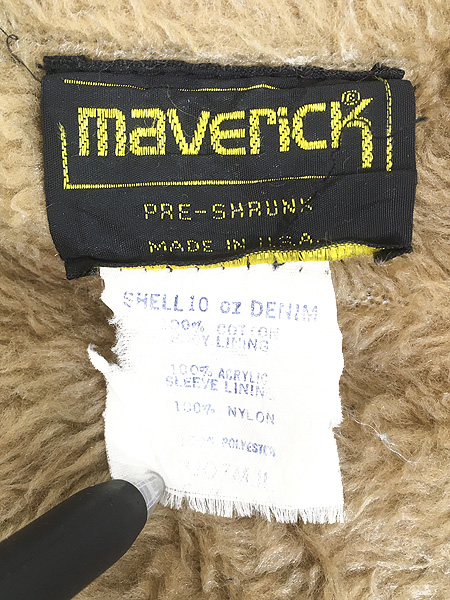 maverick®
PRE-SHRUNK
MADE IN U.S.A.
SHELL 10 oz DENIM
100% COTTON
BODY LINING
100% ACRYLIC
SLEEVE LINING
100% NYLON
POLYESTER